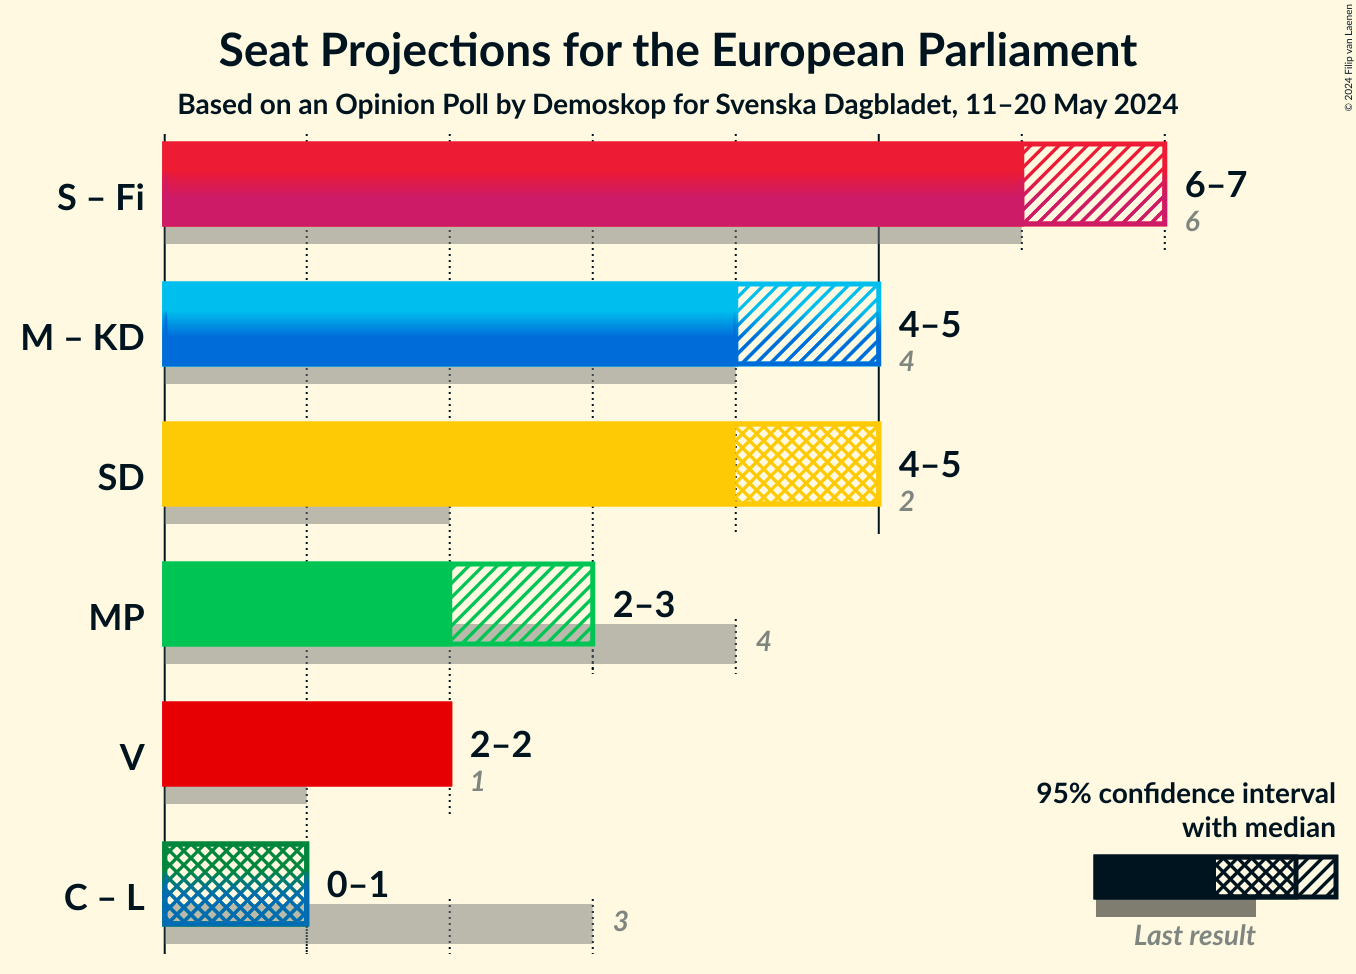 Seat Projections for the European Parliament
Based on an Opinion Poll by Demoskop for Svenska Dagbladet, 11–20 May 2024
© 2024 Filip van Laenen
S – Fi
6–7
6
M – KD
4–5
4
SD
4–5
2
MP
2–3
4
V
2–2
1
C – L
0–1
3
95% confidence interval
with median
Last result